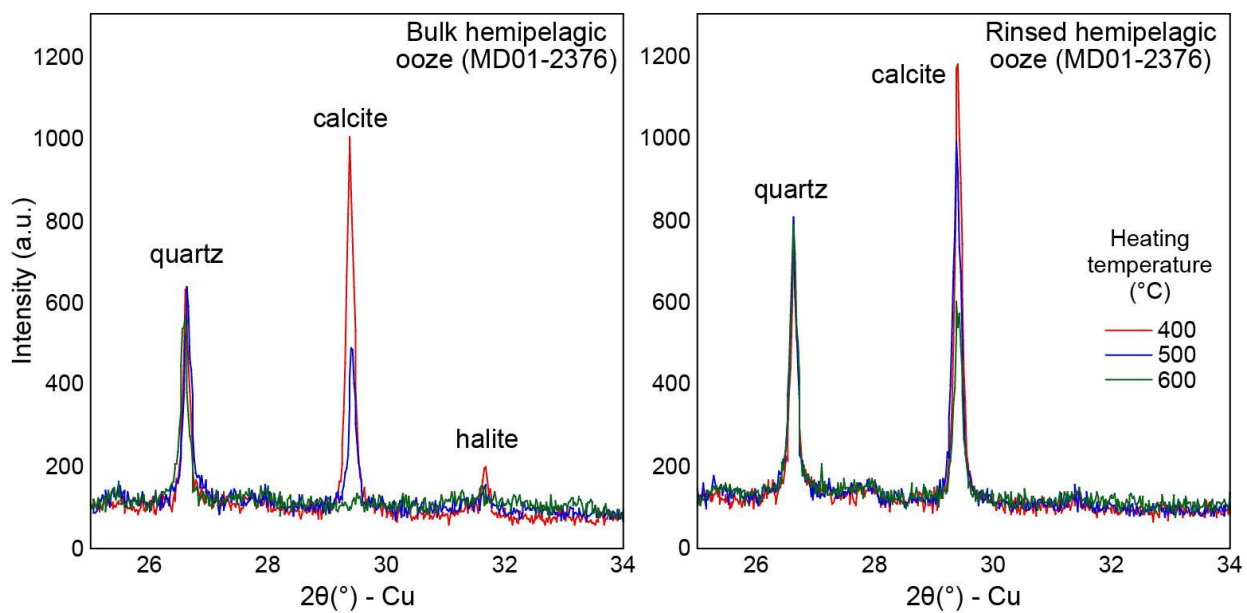 Bulk hemipelagic
ooze (MD01-2376)
Intensity (a.u.)
1200
1000
800
600
400
200
0
quartz
calcite
halite
26
28
30
32
34
2θ(°) - Cu
Rinsed hemipelagic
ooze (MD01-2376)
1200
1000
800
600
400
200
0
quartz
calcite
Heating
temperature
(°C)
400
500
600
26
28
30
32
34
2θ(°) - Cu